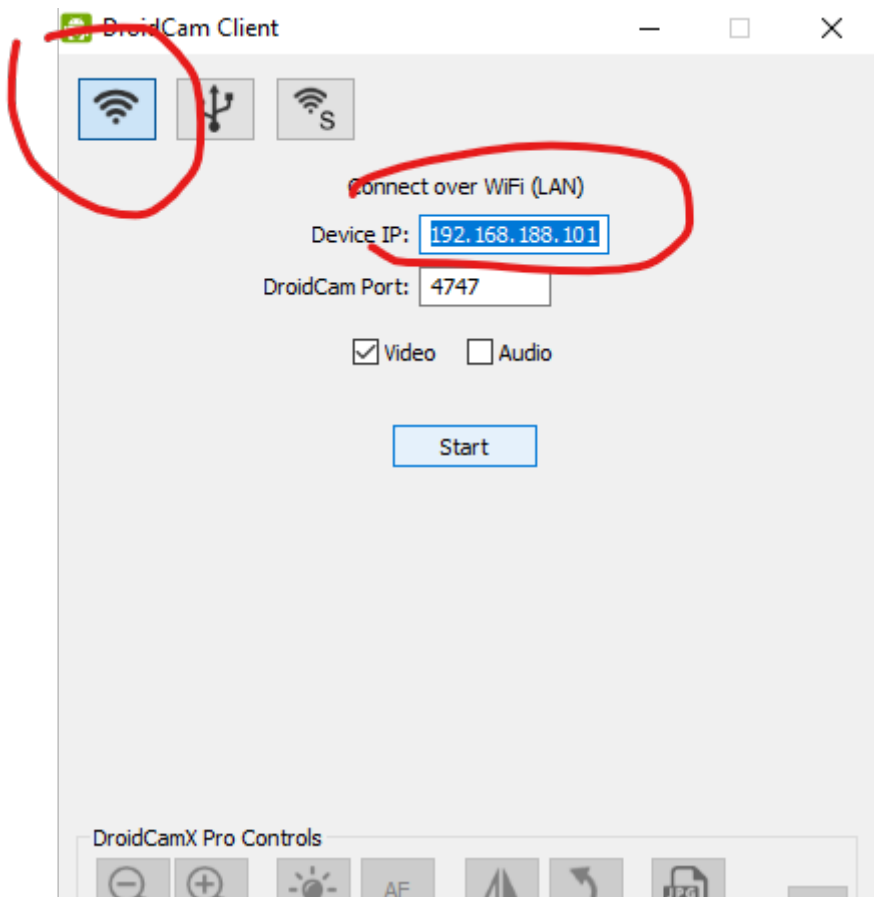 DroidCam Client
S
Connect over WiFi (LAN)
Device IP: 192.168.188.101
DroidCam Port: 4747
Video Audio
Start
DroidCamX Pro Controls
AF
JPG